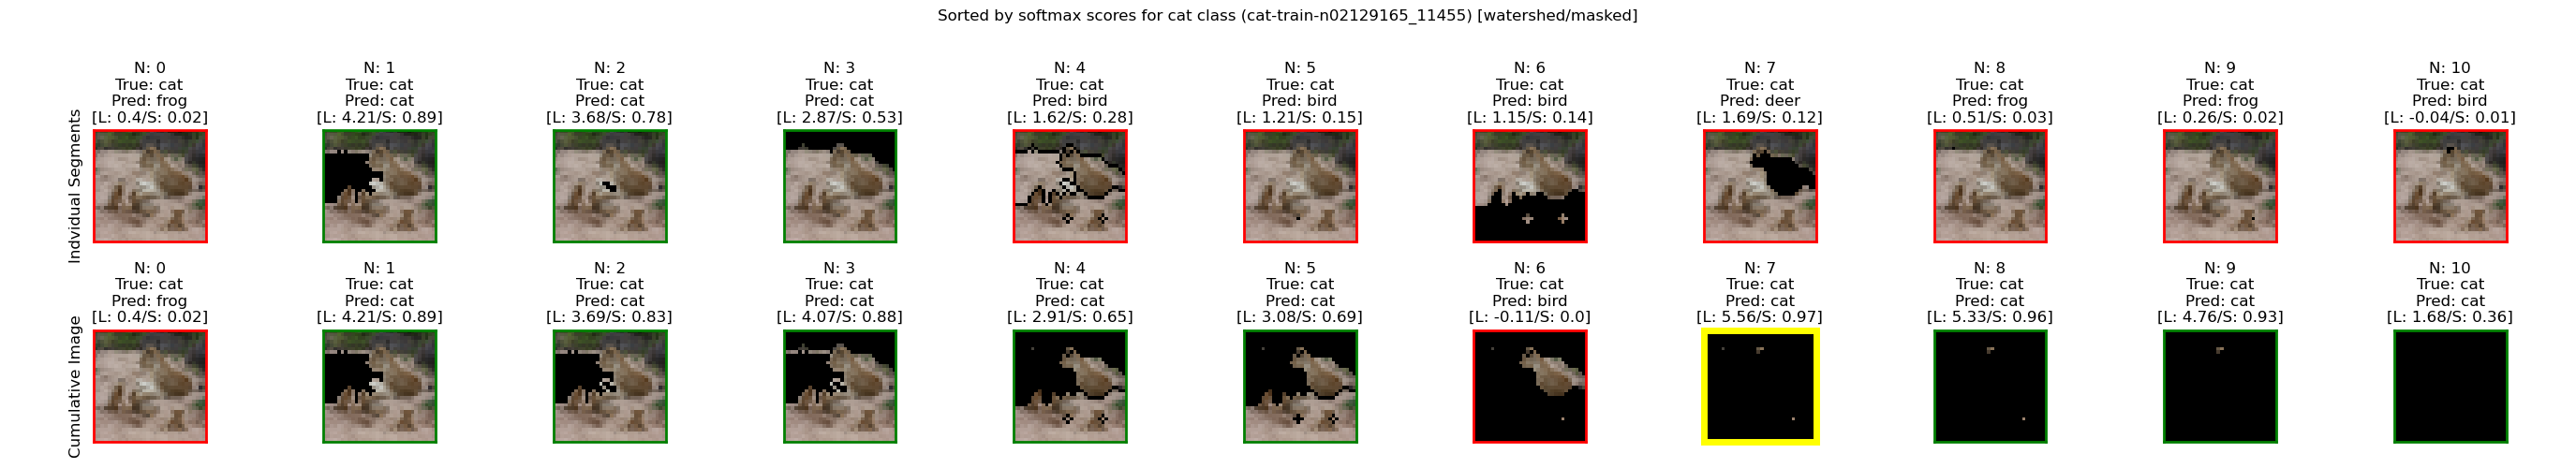 Sorted by softmax scores for cat class (cat-train-n02129165_11455) [watershed/masked]
Indvidual Segments
N: 0
True: cat
Pred: frog
[L: 0.4/S: 0.02]
N: 1
True: cat
Pred: cat
[L: 4.21/S: 0.89]
N: 2
True: cat
Pred: cat
[L: 3.68/S: 0.78]
N: 3
True: cat
Pred: cat
[L: 2.87/S: 0.53]
N: 4
True: cat
Pred: bird
[L: 1.62/S: 0.28]
N: 5
True: cat
Pred: bird
[L: 1.21/S: 0.15]
N: 6
True: cat
Pred: bird
[L: 1.15/S: 0.14]
N: 7
True: cat
Pred: deer
[L: 1.69/S: 0.12]
N: 8
True: cat
Pred: frog
[L: 0.51/S: 0.03]
N: 9
True: cat
Pred: frog
[L: 0.26/S: 0.02]
N: 10
True: cat
Pred: bird
[L: -0.04/S: 0.01]
Cumulative Image
N: 0
True: cat
Pred: frog
[L: 0.4/S: 0.02]
N: 1
True: cat
Pred: cat
[L: 4.21/S: 0.89]
N: 2
True: cat
Pred: cat
[L: 3.69/S: 0.83]
N: 3
True: cat
Pred: cat
[L: 4.07/S: 0.88]
N: 4
True: cat
Pred: cat
[L: 2.91/S: 0.65]
N: 5
True: cat
Pred: cat
[L: 3.08/S: 0.69]
N: 6
True: cat
Pred: bird
[L: -0.11/S: 0.0]
N: 7
True: cat
Pred: cat
[L: 5.56/S: 0.97]
N: 8
True: cat
Pred: cat
[L: 5.33/S: 0.96]
N: 9
True: cat
Pred: cat
[L: 4.76/S: 0.93]
N: 10
True: cat
Pred: cat
[L: 1.68/S: 0.36]